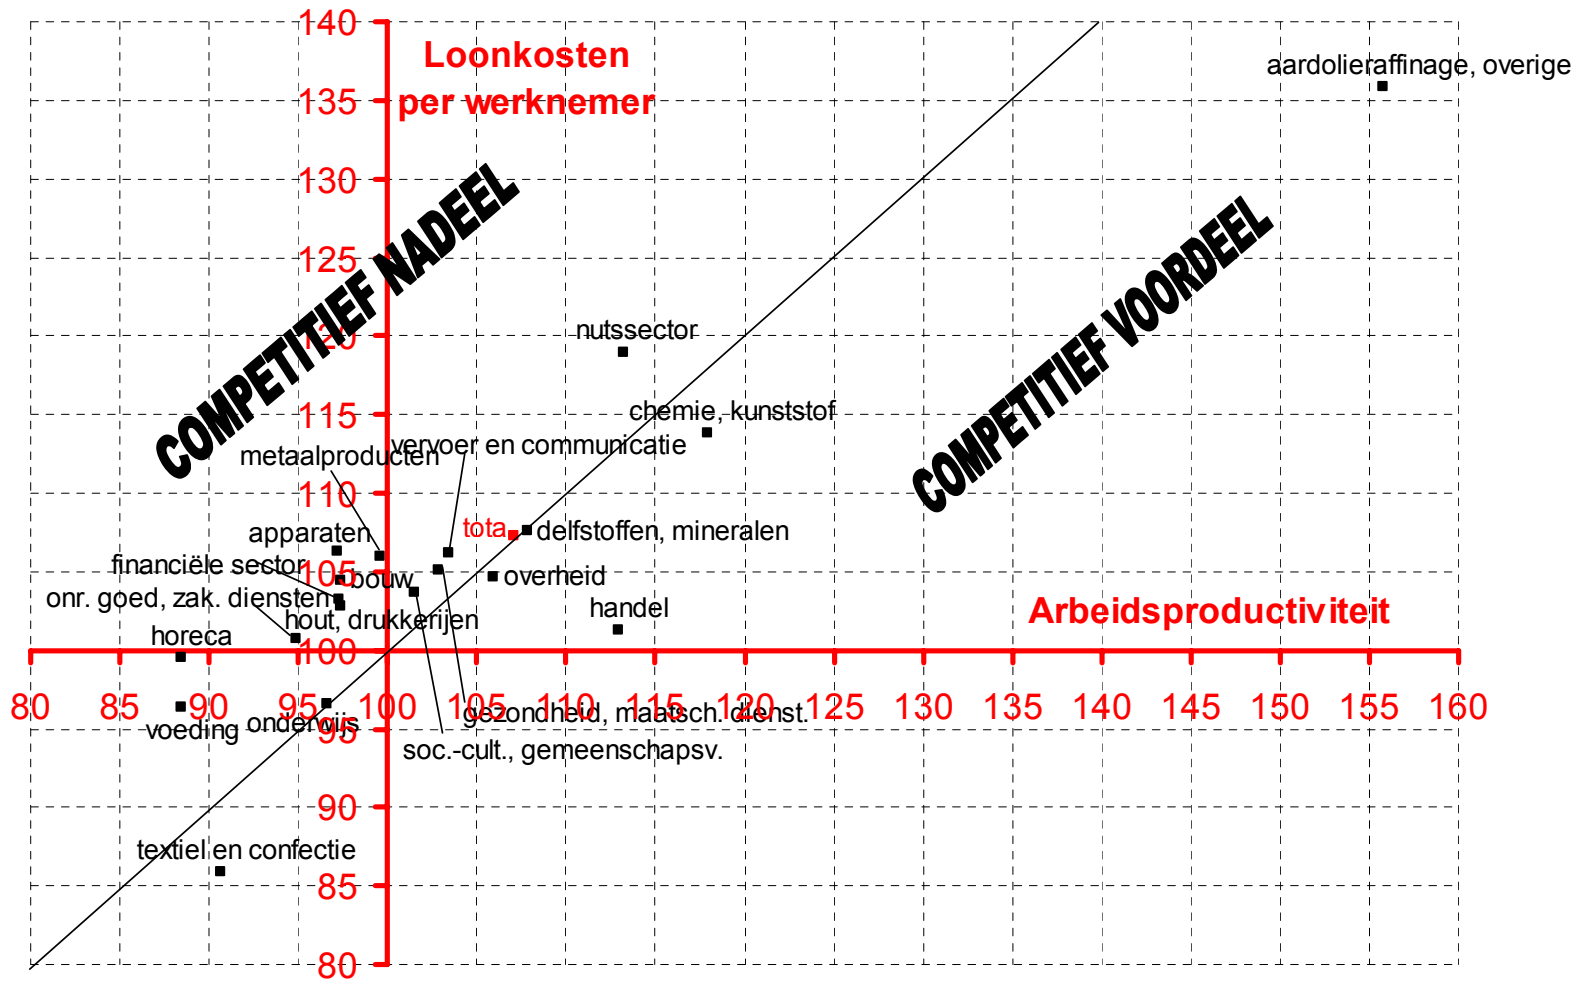 140
Loonkosten
per werknemer
aardolieraffinage, overige
135
130
COMPETITIEF NADEEL
125
COMPETITIEF VOORDEEL
120
nutssector
115
chemie, kunststof
vervoer en communicatie
metaalproducten
110
apparaten
tota
delfstoffen, mineralen
financiële sector
105
bouw
overheid
onr. goed, zak. diensten
hout, drukkerijen
handel
Arbeidsproductiviteit
horeca
100
80 85 90 95 100 105 110 115 120 125 130 135 140 145 150 155 160
voeding
onderwijs
95
gezondheid, maatsch. dienst.
soc.-cult., gemeenschapsv.
90
textiel en confectie
85
80